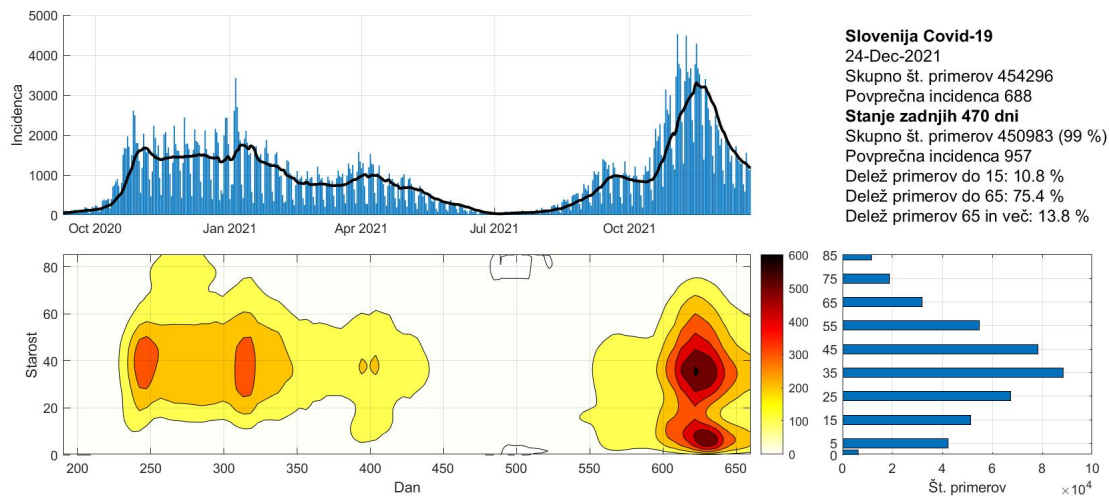 5000
4000
3000
2000
1000
0
Incidenca
Oct 2020
Jan 2021
Apr 2021
Jul 2021
Oct 2021
Slovenija Covid-19
24-Dec-2021
Skupno št. primerov 454296
Povprečna incidenca 688
Stanje zadnjih 470 dni
Skupno št. primerov 450983 (99 %)
Povprečna incidenca 957
Delež primerov do 15: 10.8 %
Delež primerov do 65: 75.4 %
Delež primerov 65 in več: 13.8 %
80
60
40
20
0
Starost
200
250
300
350
400
450
500
550
600
650
Dan
600
500
400
300
200
100
0
85
75
65
55
45
35
25
15
5
0
0
2
4
6
8
10
Št. primerov
×10^4